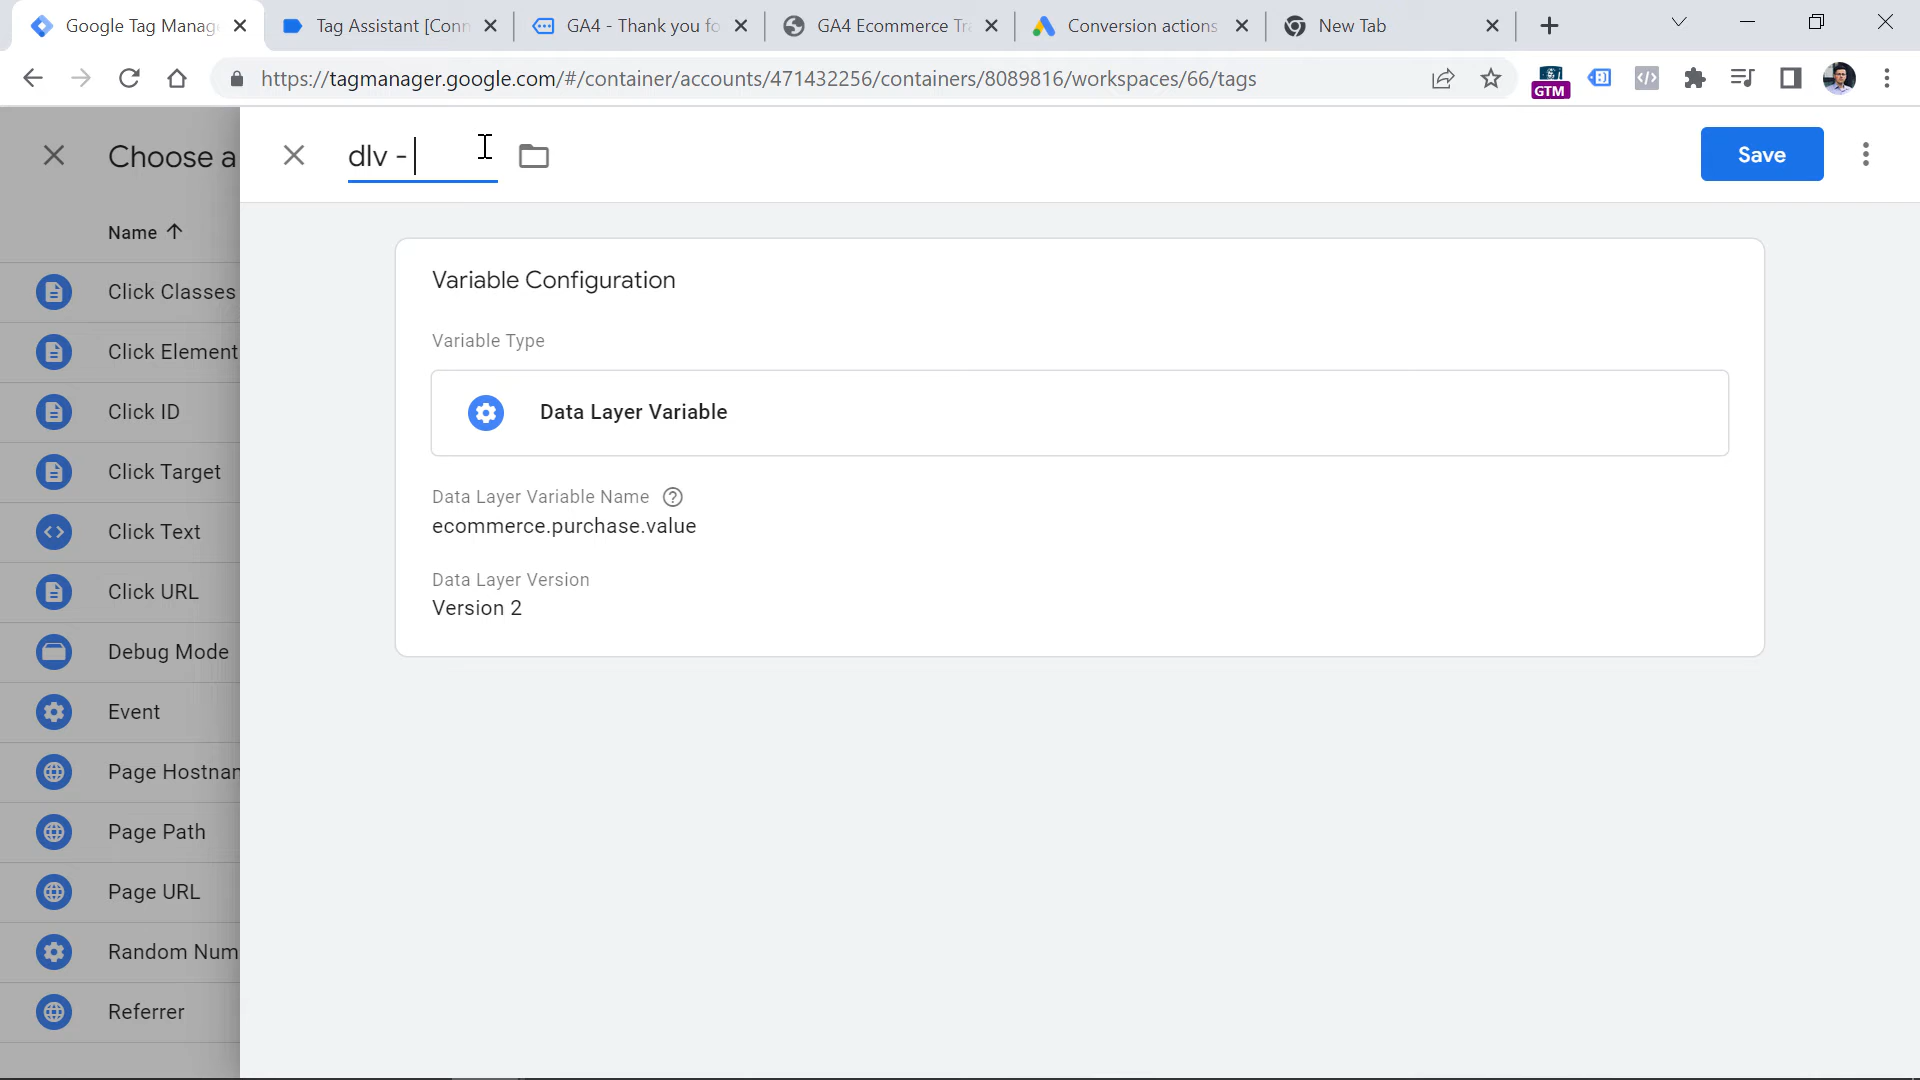 Google Tag Manag
Tag Assistant [Conn
GA4 - Thank you fo
GA4 Ecommerce Tr
Conversion actions
New Tab
https://tagmanager.google.com/#/container/accounts/471432256/containers/8089816/workspaces/66/tags
GTM
Choose a
dlv -
Save
Name
Click Classes
Click Element
Click ID
Click Target
Click Text
Click URL
Debug Mode
Event
Page Hostnan
Page Path
Page URL
Random Num
Referrer
Variable Configuration
Variable Type
Data Layer Variable
Data Layer Variable Name
ecommerce.purchase.value
Data Layer Version
Version 2